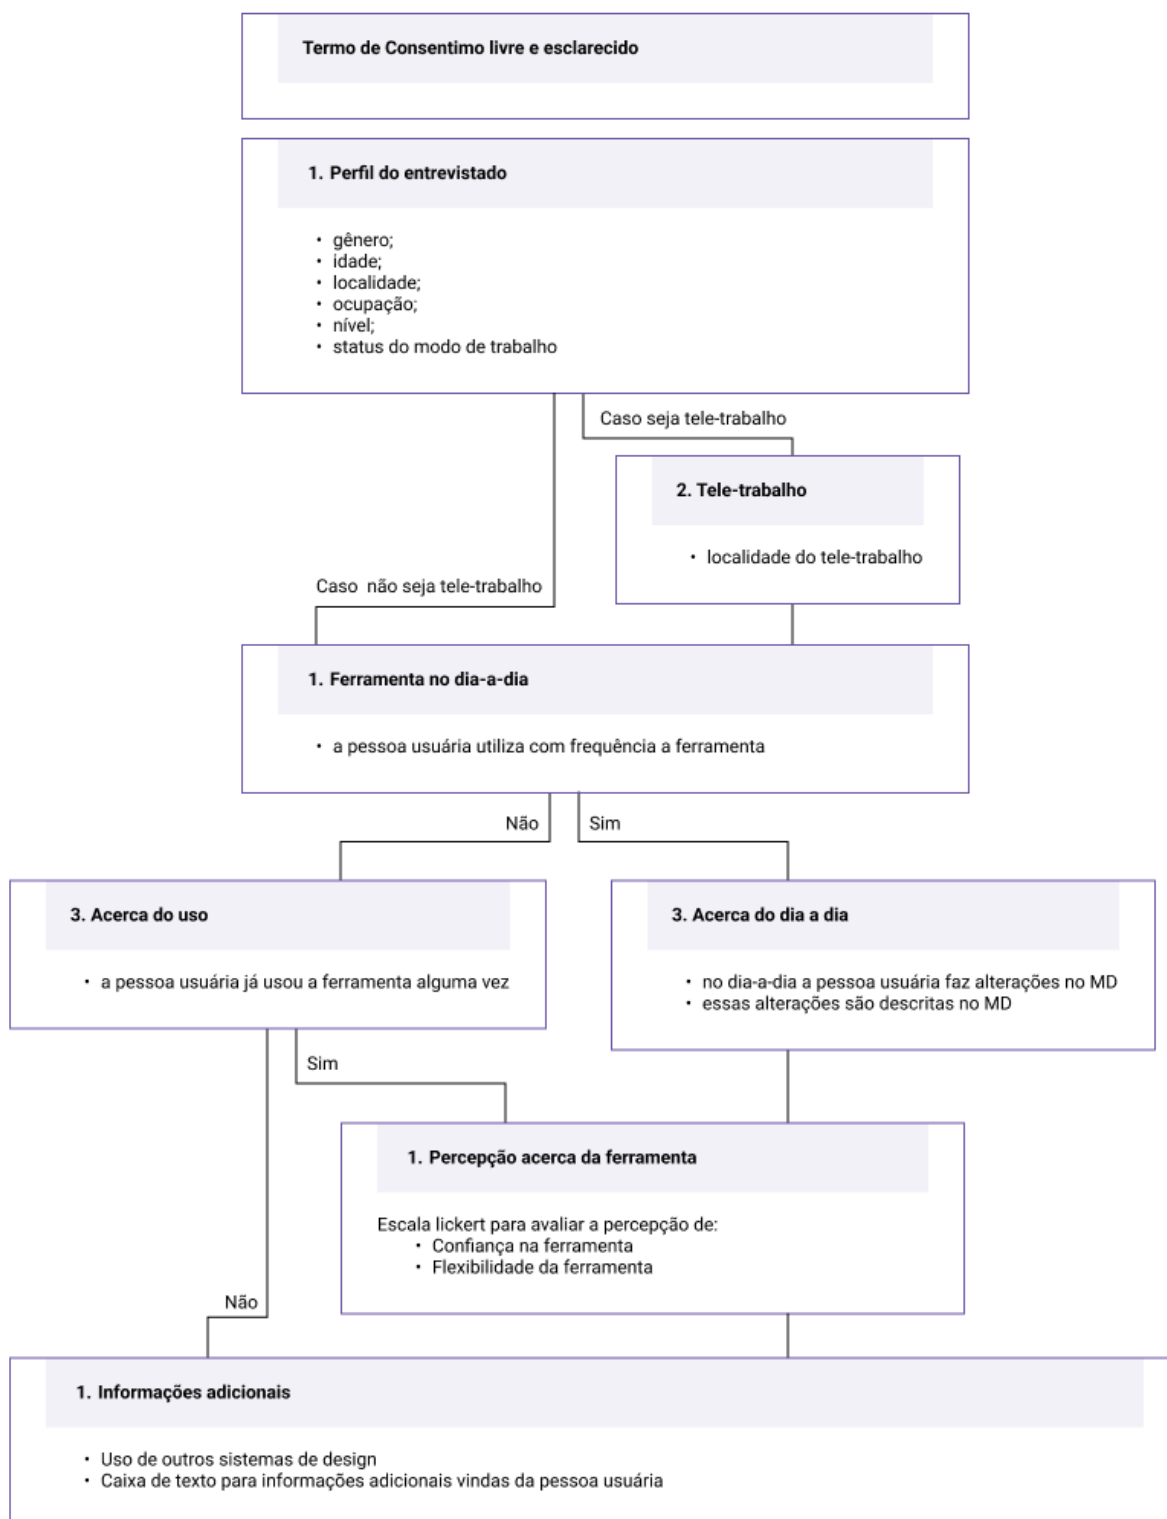 Termo de Consentimo livre e esclarecido
1. Perfil do entrevistado
• gênero;
• idade;
• localidade;
• ocupação;
• nível;
• status do modo de trabalho
Caso seja tele-trabalho
2. Tele-trabalho
• localidade do tele-trabalho
Caso não seja tele-trabalho
1. Ferramenta no dia-a-dia
• a pessoa usuária utiliza com frequência a ferramenta
Não
Sim
3. Acerca do uso
• a pessoa usuária já usou a ferramenta alguma vez
3. Acerca do dia a dia
• no dia-a-dia a pessoa usuária faz alterações no MD
• essas alterações são descritas no MD
Sim
1. Percepção acerca da ferramenta
Escala lickert para avaliar a percepção de:
• Confiança na ferramenta
• Flexibilidade da ferramenta
Não
1. Informações adicionais
• Uso de outros sistemas de design
• Caixa de texto para informações adicionais vindas da pessoa usuária